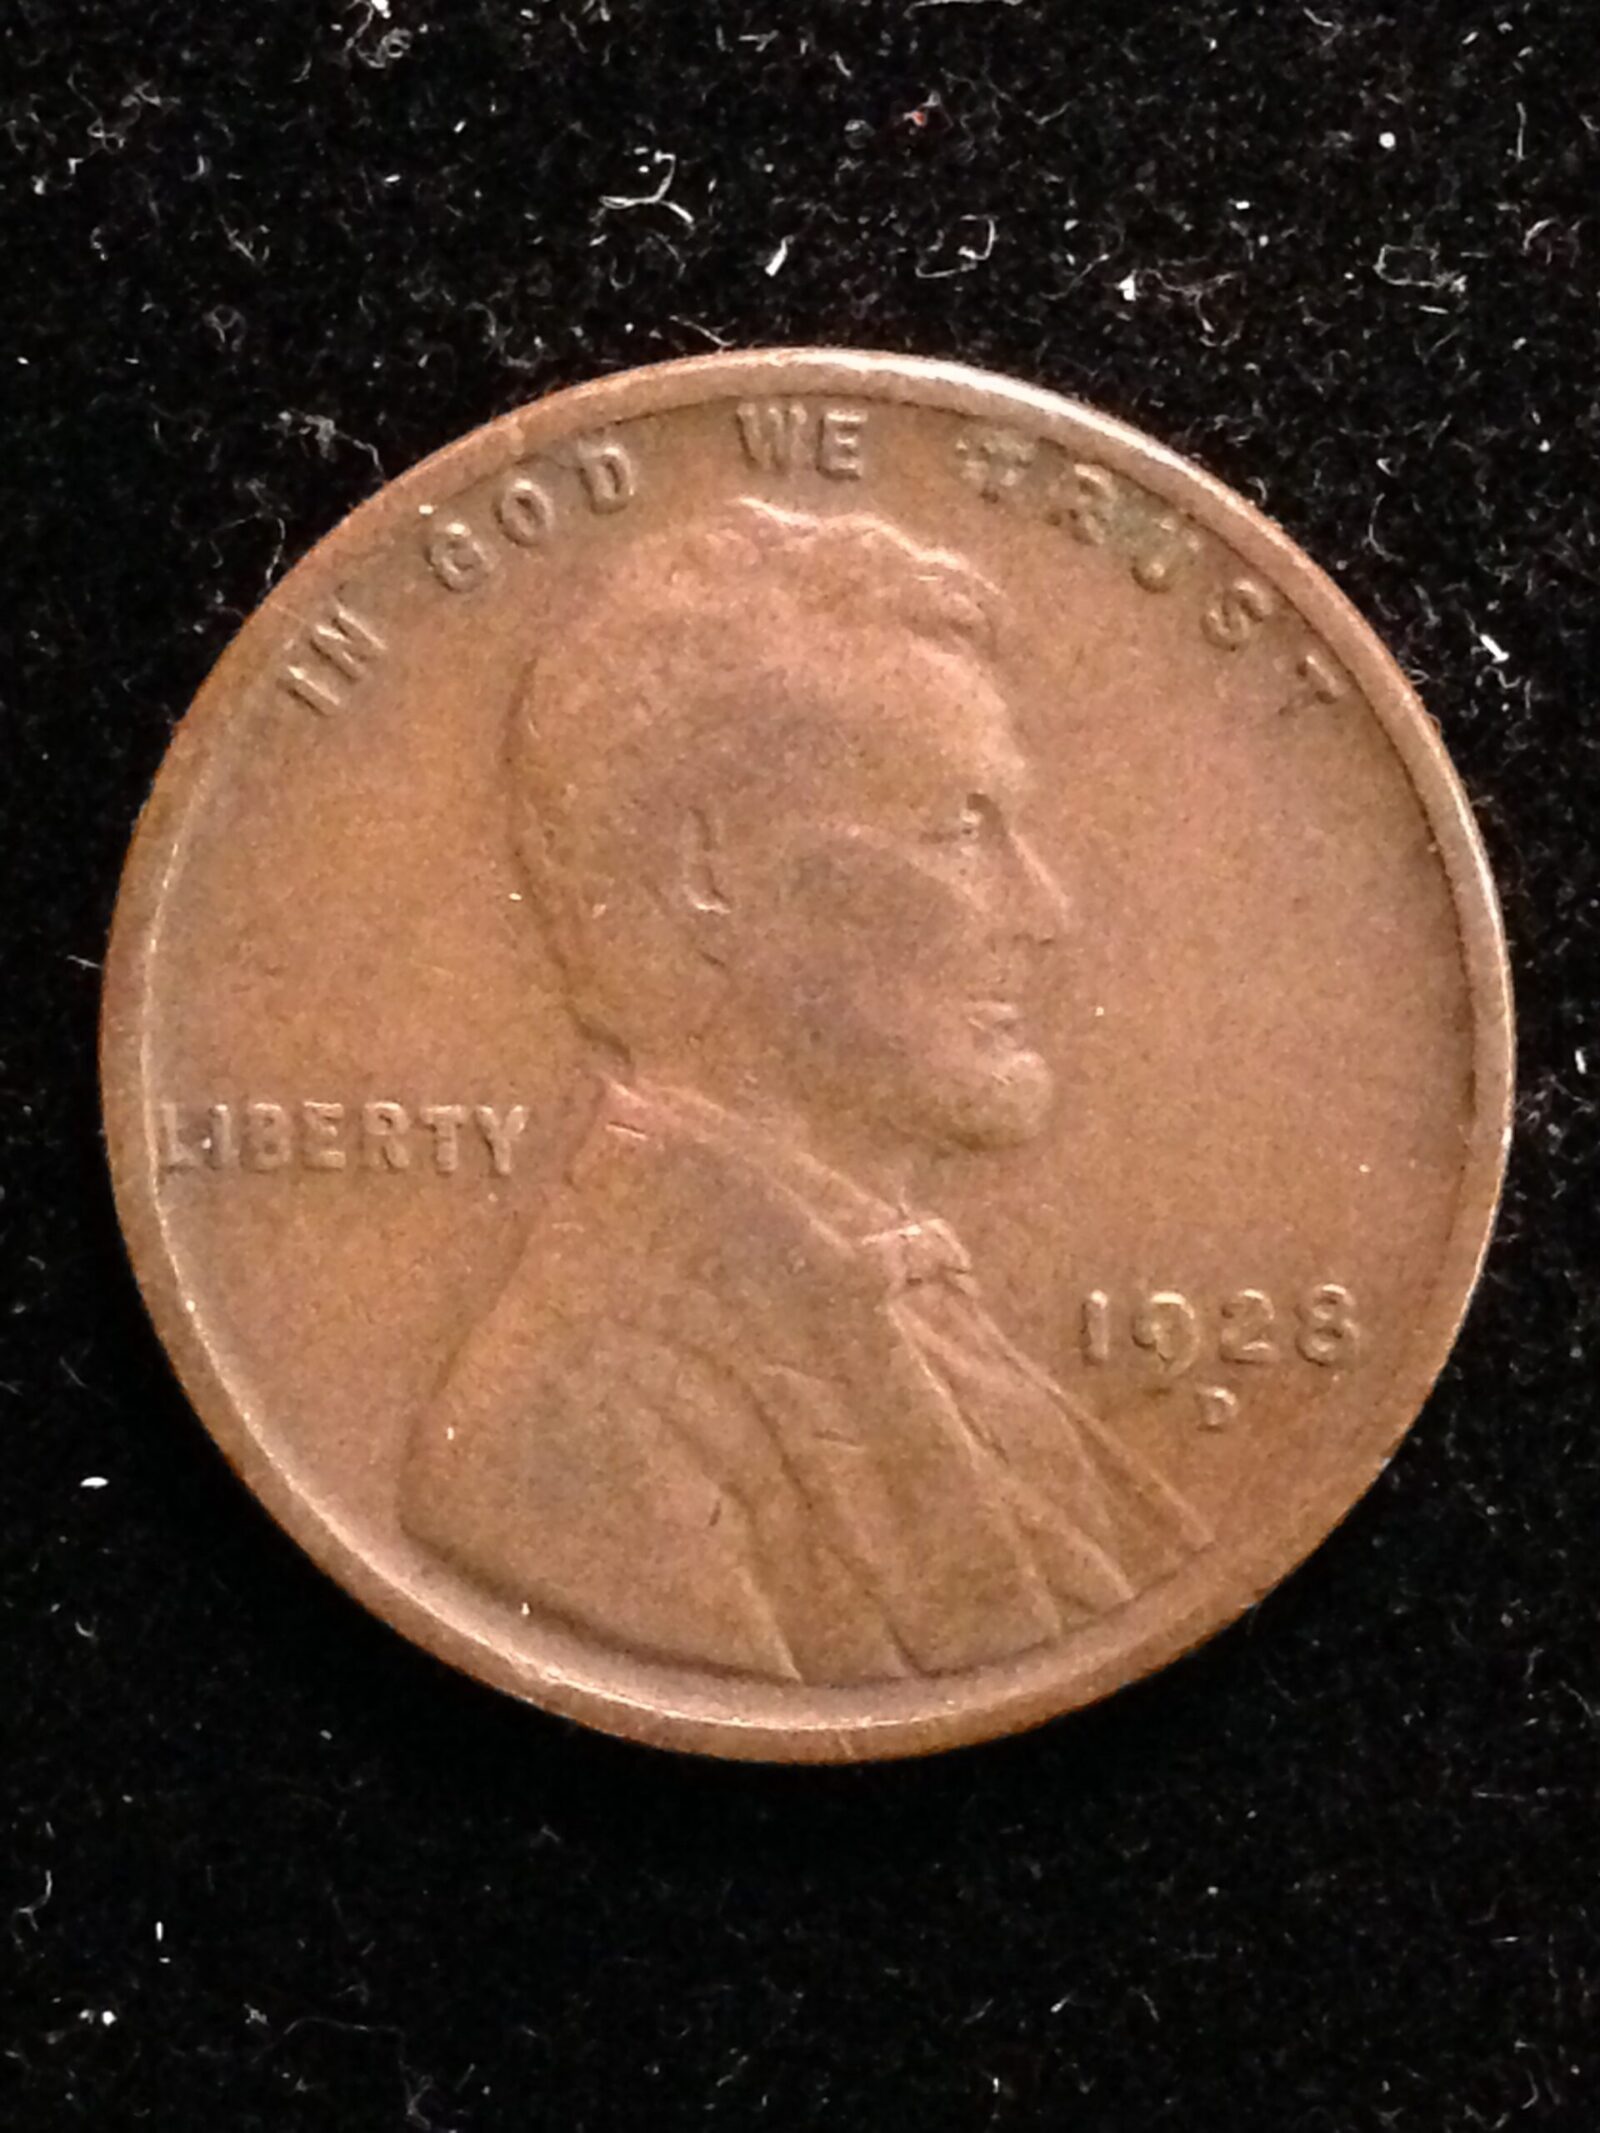 IN GOD WE TRUST
LIBERTY
1928
D